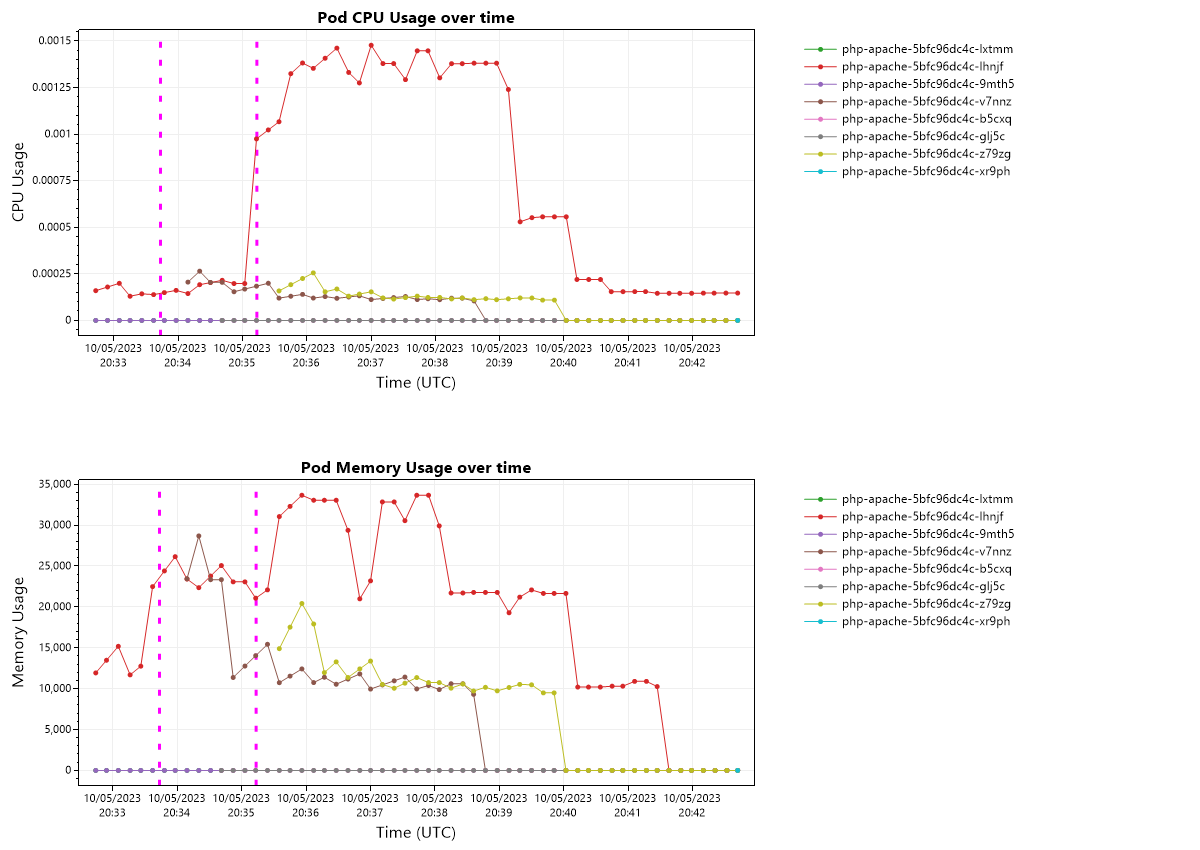 Pod CPU Usage over time
CPU Usage
0.0015
0.00125
0.001
0.00075
0.0005
0.00025
0
10/05/2023 10/05/2023 10/05/2023 10/05/2023 10/05/2023 10/05/2023 10/05/2023 10/05/2023 10/05/2023 10/05/2023
20:33 20:34 20:35 20:36 20:37 20:38 20:39 20:40 20:41 20:42
Time (UTC)
php-apache-5bfc96dc4c-lxtmm
php-apache-5bfc96dc4c-lhnjf
php-apache-5bfc96dc4c-9mth5
php-apache-5bfc96dc4c-v7nnz
php-apache-5bfc96dc4c-b5cxq
php-apache-5bfc96dc4c-glj5c
php-apache-5bfc96dc4c-z79zg
php-apache-5bfc96dc4c-xr9ph
Pod Memory Usage over time
Memory Usage
35,000
30,000
25,000
20,000
15,000
10,000
5,000
0
10/05/2023 10/05/2023 10/05/2023 10/05/2023 10/05/2023 10/05/2023 10/05/2023 10/05/2023 10/05/2023 10/05/2023
20:33 20:34 20:35 20:36 20:37 20:38 20:39 20:40 20:41 20:42
Time (UTC)
php-apache-5bfc96dc4c-lxtmm
php-apache-5bfc96dc4c-lhnjf
php-apache-5bfc96dc4c-9mth5
php-apache-5bfc96dc4c-v7nnz
php-apache-5bfc96dc4c-b5cxq
php-apache-5bfc96dc4c-glj5c
php-apache-5bfc96dc4c-z79zg
php-apache-5bfc96dc4c-xr9ph